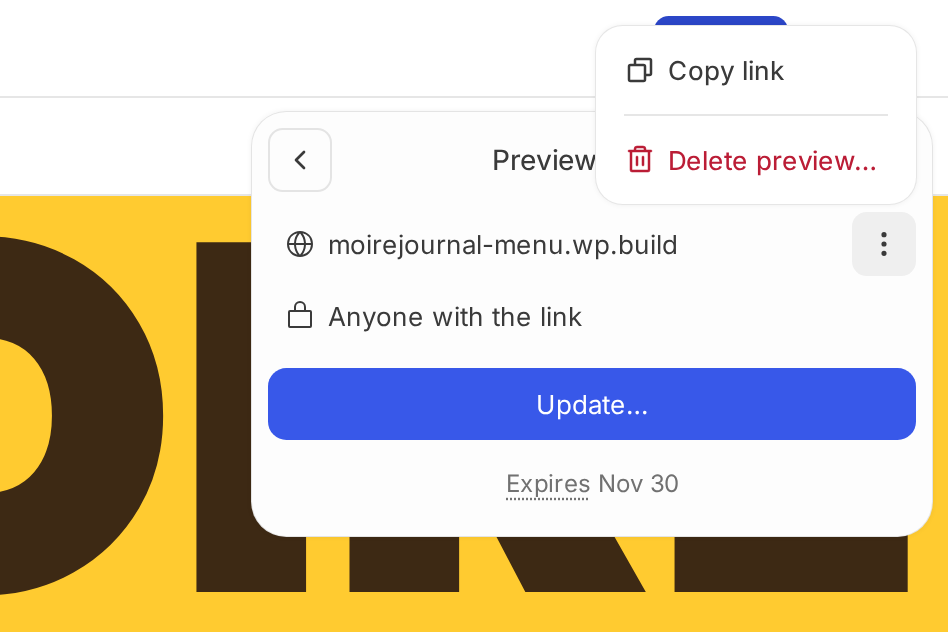 Copy link
Delete preview...
Preview
moirejournal-menu.wp.build
Anyone with the link
Update...
Expires Nov 30